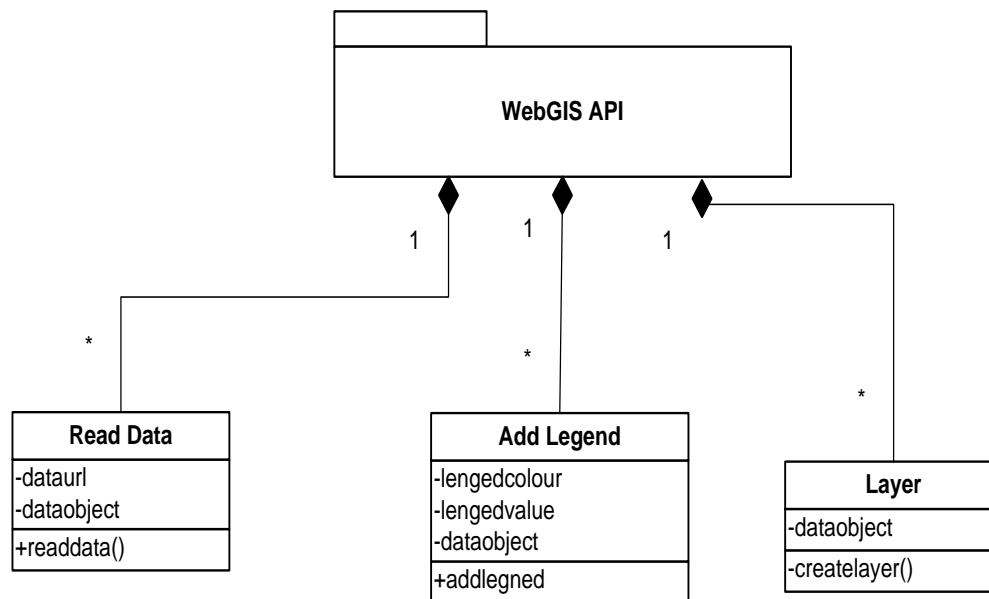 WebGIS API
1
1
1
*
*
*
Read Data
-dataurl
-dataobject
+readdata()
Add Legend
-lengedcolour
-lengedvalue
-dataobject
+addlegned
Layer
-dataobject
-createlayer()